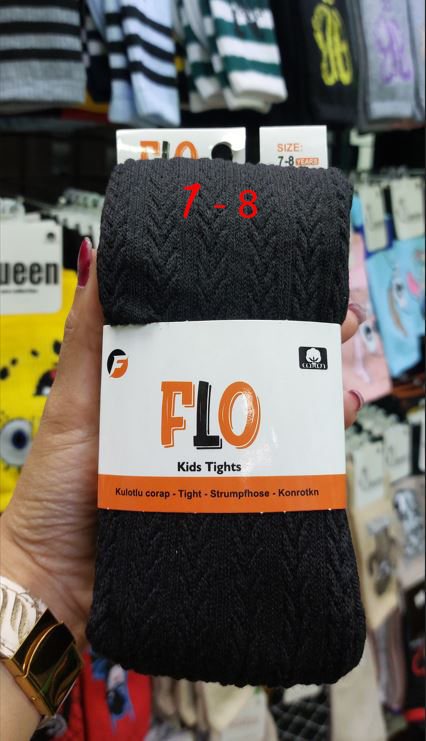 FLO
SIZE:
7-8 YEARS
7 - 8
ueen
F
COTTON
FLO
Kids Tights
Kulotlu corap - Tight - Strumpfhose - Konrotkn